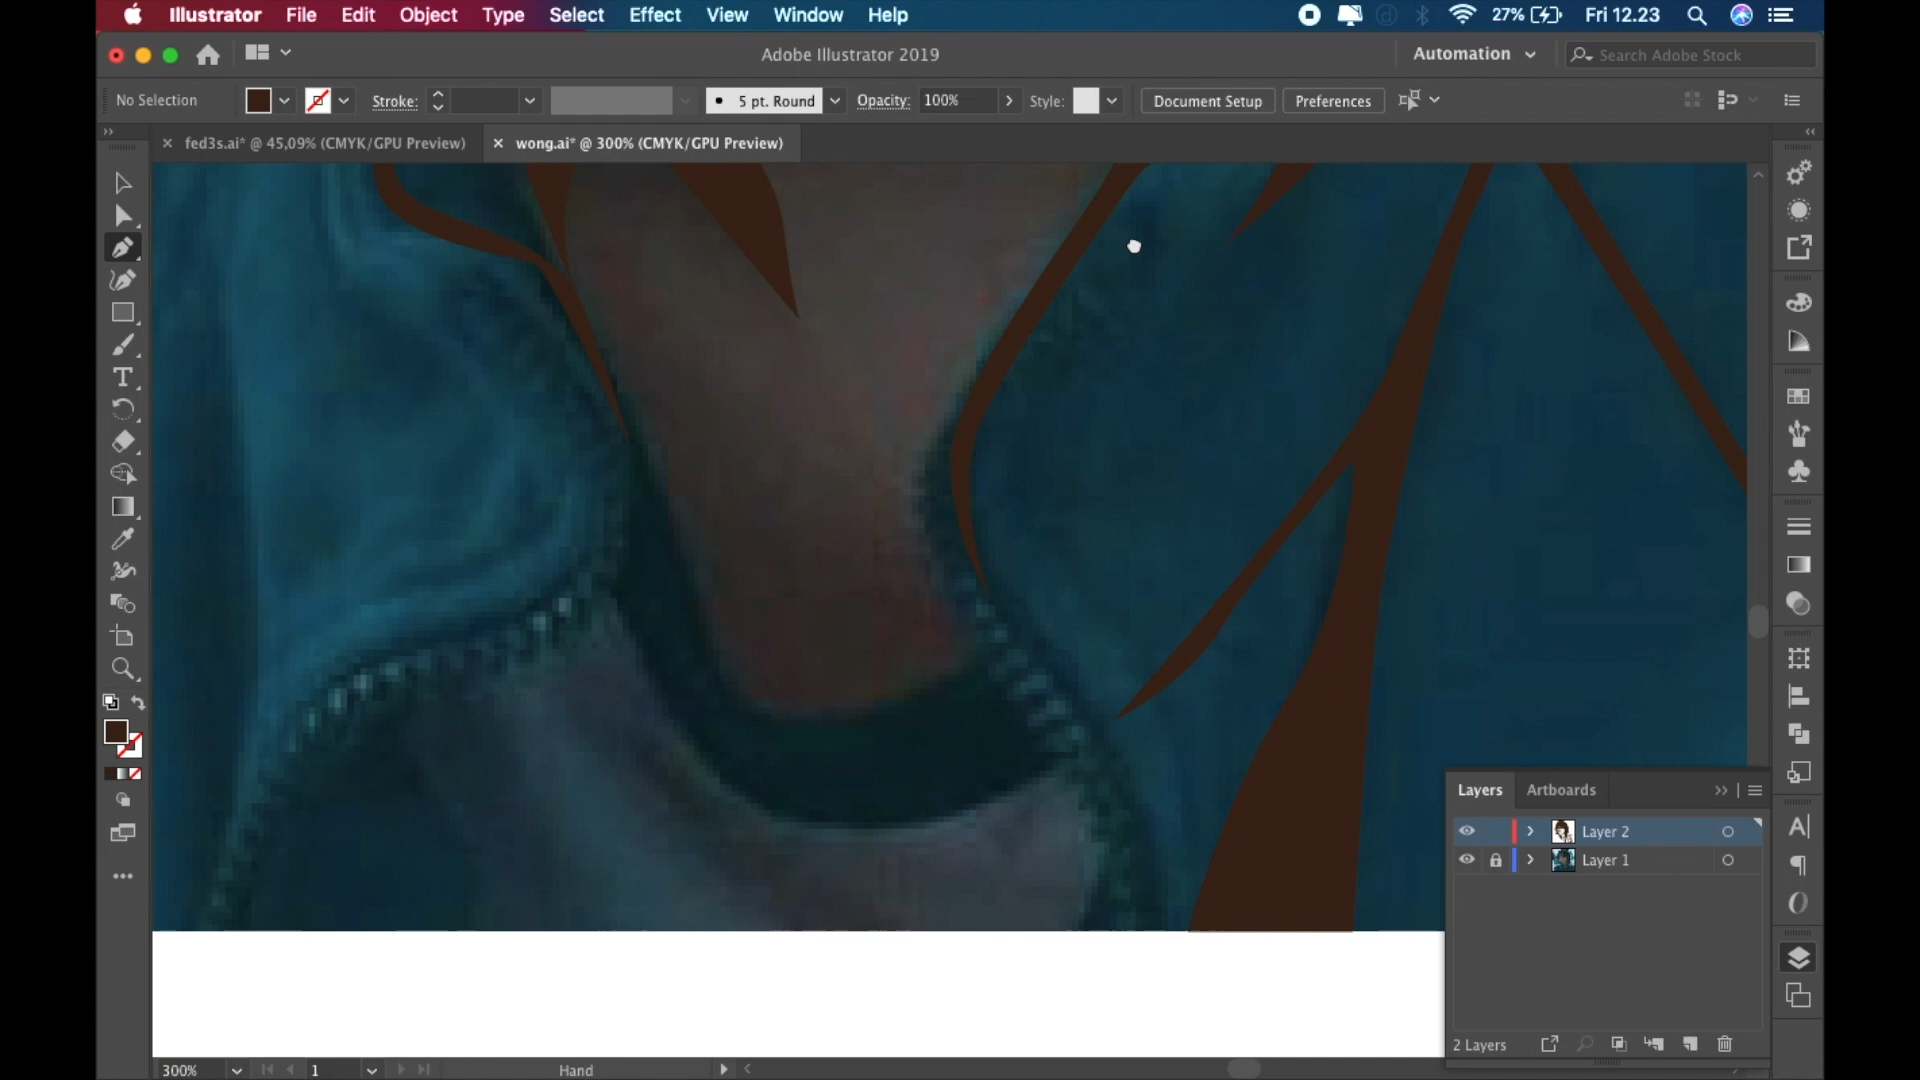 Illustrator File Edit Object Type Select Effect View Window Help 27% Fri 12.23
Adobe Illustrator 2019 Automation Search Adobe Stock
No Selection Stroke: 5 pt. Round Opacity: 100% Style: Document Setup Preferences
fed3s.ai* @ 45,09% (CMYK/GPU Preview) wong.ai* @ 300% (CMYK/GPU Preview)
Layers Artboards
Layer 2
Layer 1
2 Layers
300% 1 Hand